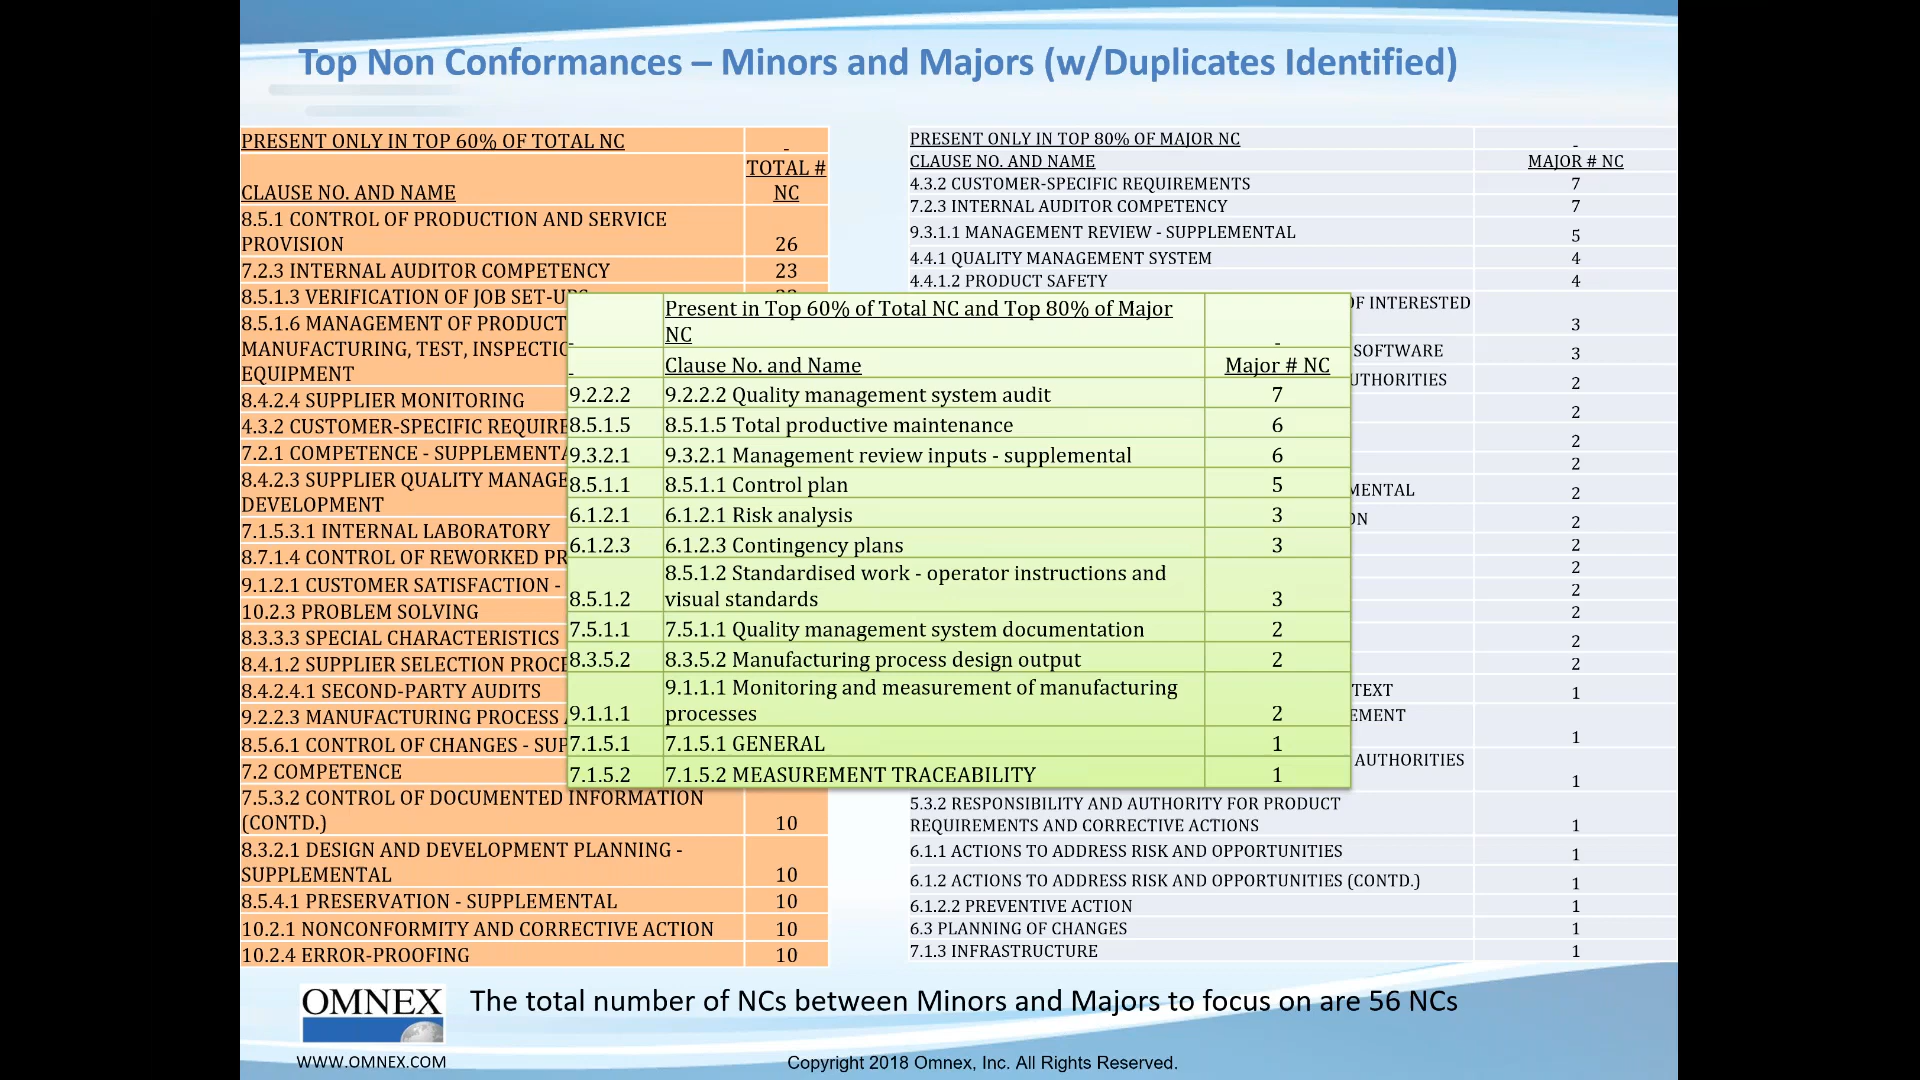 Top Non Conformances – Minors and Majors (w/Duplicates Identified)
PRESENT ONLY IN TOP 60% OF TOTAL NC -
TOTAL #
CLAUSE NO. AND NAME NC
8.5.1 CONTROL OF PRODUCTION AND SERVICE
PROVISION 26
7.2.3 INTERNAL AUDITOR COMPETENCY 23
8.5.1.3 VERIFICATION OF JOB
8.5.1.6 MANAGEMENT OF PRODUCT
MANUFACTURING, TEST,
EQUIPMENT
8.4.2.4 SUPPLIER MONITORING
4.3.2 CUSTOMER-SPECIFIC
7.2.1 COMPETENCE -
8.4.2.3 SUPPLIER QUALITY
DEVELOPMENT
7.1.5.3.1 INTERNAL LABORATORY
8.7.1.4 CONTROL OF REWORKED
9.1.2.1 CUSTOMER SATISFACTION -
10.2.3 PROBLEM SOLVING
8.3.3.3 SPECIAL CHARACTERISTICS
8.4.1.2 SUPPLIER SELECTION
8.4.2.4.1 SECOND-PARTY AUDITS
9.2.2.3 MANUFACTURING PROCESS
8.5.6.1 CONTROL OF CHANGES -
7.2 COMPETENCE
7.5.3.2 CONTROL OF DOCUMENTED INFORMATION
(CONTD.) 10
8.3.2.1 DESIGN AND DEVELOPMENT PLANNING -
SUPPLEMENTAL 10
8.5.4.1 PRESERVATION - SUPPLEMENTAL 10
10.2.1 NONCONFORMITY AND CORRECTIVE ACTION 10
10.2.4 ERROR-PROOFING 10
Present in Top 60% of Total NC and Top 80% of Major
- NC -
- Clause No. and Name Major # NC
9.2.2.2 9.2.2.2 Quality management system audit 7
8.5.1.5 8.5.1.5 Total productive maintenance 6
9.3.2.1 9.3.2.1 Management review inputs - supplemental 6
8.5.1.1 8.5.1.1 Control plan 5
6.1.2.1 6.1.2.1 Risk analysis 3
6.1.2.3 6.1.2.3 Contingency plans 3
8.5.1.2 Standardised work - operator instructions and
8.5.1.2 visual standards 3
7.5.1.1 7.5.1.1 Quality management system documentation 2
8.3.5.2 8.3.5.2 Manufacturing process design output 2
9.1.1.1 Monitoring and measurement of manufacturing
9.1.1.1 processes 2
7.1.5.1 7.1.5.1 GENERAL 1
7.1.5.2 7.1.5.2 MEASUREMENT TRACEABILITY 1
PRESENT ONLY IN TOP 80% OF MAJOR NC -
CLAUSE NO. AND NAME MAJOR # NC
4.3.2 CUSTOMER-SPECIFIC REQUIREMENTS 7
7.2.3 INTERNAL AUDITOR COMPETENCY 7
9.3.1.1 MANAGEMENT REVIEW - SUPPLEMENTAL 5
4.4.1 QUALITY MANAGEMENT SYSTEM 4
4.4.1.2 PRODUCT SAFETY 4
OF INTERESTED
3
SOFTWARE 3
2
2
2
2
2
2
2
2
2
2
2
2
1
1
AUTHORITIES
1
5.3.2 RESPONSIBILITY AND AUTHORITY FOR PRODUCT
REQUIREMENTS AND CORRECTIVE ACTIONS 1
6.1.1 ACTIONS TO ADDRESS RISK AND OPPORTUNITIES 1
6.1.2 ACTIONS TO ADDRESS RISK AND OPPORTUNITIES (CONTD.) 1
6.1.2.2 PREVENTIVE ACTION 1
6.3 PLANNING OF CHANGES 1
7.1.3 INFRASTRUCTURE 1
OMNEX
The total number of NCs between Minors and Majors to focus on are 56 NCs
WWW.OMNEX.COM
Copyright 2018 Omnex, Inc. All Rights Reserved.